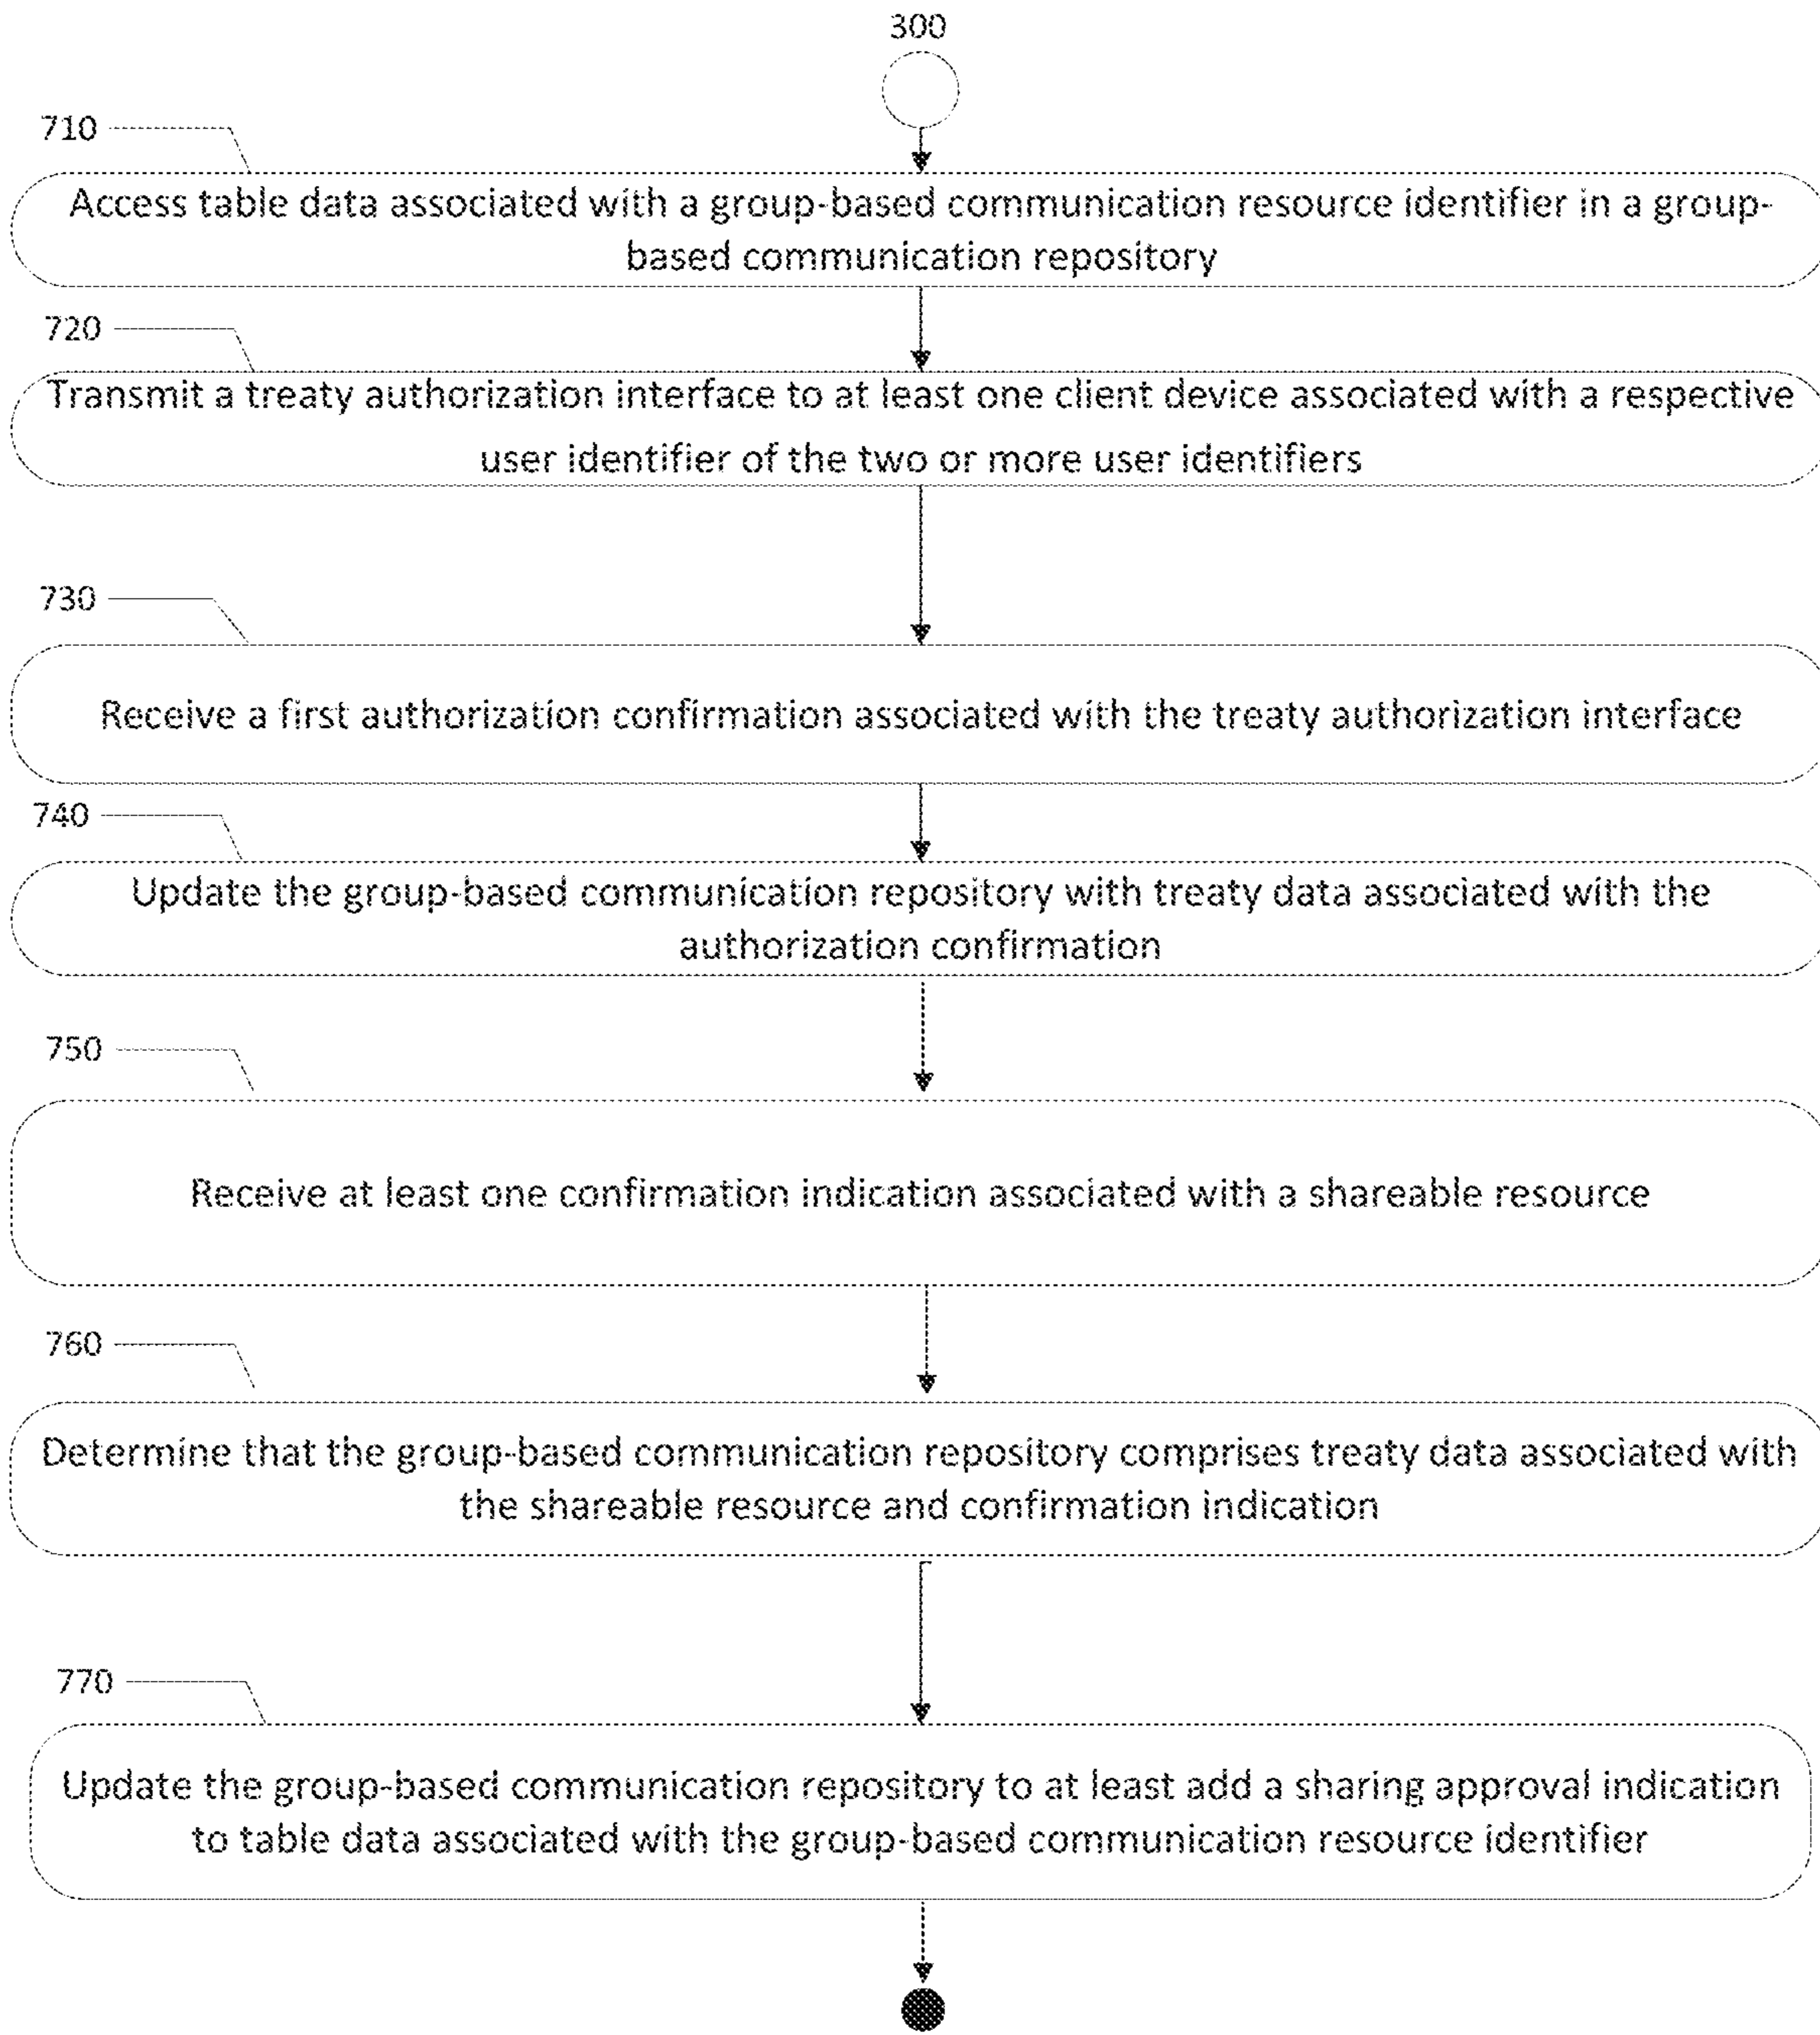 300
710
Access table data associated with a group-based communication resource identifier in a group-
based communication repository
720
Transmit a treaty authorization interface to at least one client device associated with a respective
user identifier of the two or more user identifiers
730
Receive a first authorization confirmation associated with the treaty authorization interface
740
Update the group-based communication repository with treaty data associated with the
authorization confirmation
750
Receive at least one confirmation indication associated with a shareable resource
760
Determine that the group-based communication repository comprises treaty data associated with
the shareable resource and confirmation indication
770
Update the group-based communication repository to at least add a sharing approval indication
to table data associated with the group-based communication resource identifier